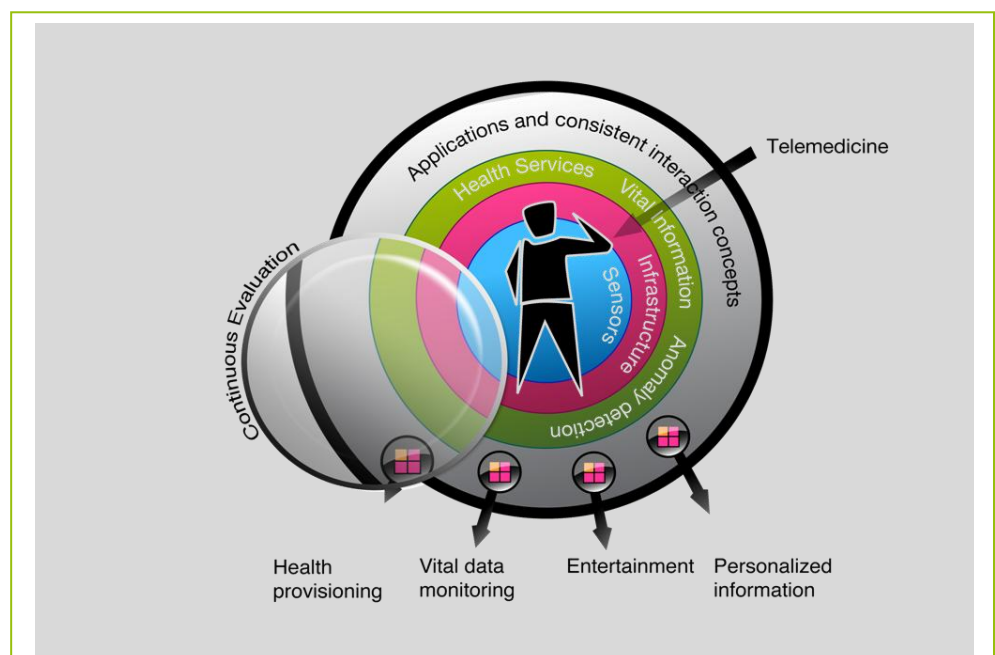 Applications and consistent interaction concepts
Telemedicine
Health Services
Vital Information
Anomaly detection
Infrastructure
Sensors
Continuous Evaluation
Health
provisioning
Vital data
monitoring
Entertainment
Personalized
information